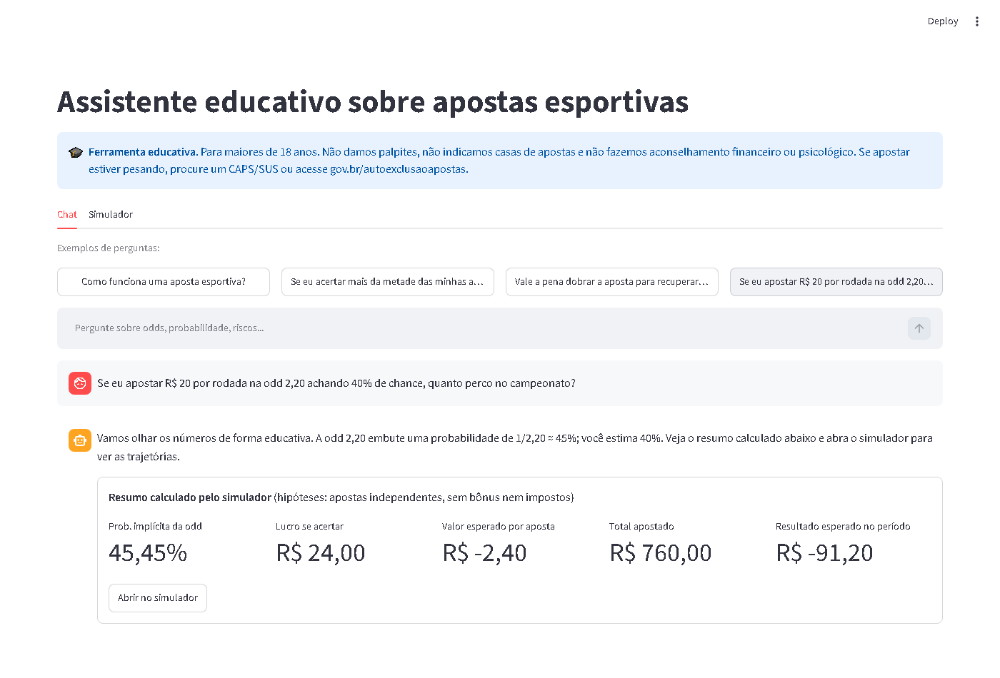 Deploy
Assistente educativo sobre apostas esportivas
Ferramenta educativa. Para maiores de 18 anos. Não damos palpites, não indicamos casas de apostas e não fazemos aconselhamento financeiro ou psicológico. Se apostar
estiver pesando, procure um CAPS/SUS ou acesse gov.br/autoexclusaoapostas.
Chat Simulador
Exemplos de perguntas:
Como funciona uma aposta esportiva? Se eu acertar mais da metade das minhas a... Vale a pena dobrar a aposta para recuperar... Se eu apostar R$ 20 por rodada na odd 2,20...
Pergunte sobre odds, probabilidade, riscos...
Se eu apostar R$ 20 por rodada na odd 2,20 achando 40% de chance, quanto perco no campeonato?
Vamos olhar os números de forma educativa. A odd 2,20 embute uma probabilidade de 1/2,20 ≈ 45%; você estima 40%. Veja o resumo calculado abaixo e abra o simulador para
ver as trajetórias.
Resumo calculado pelo simulador (hipóteses: apostas independentes, sem bônus nem impostos)
Prob. implícita da odd Lucro se acertar Valor esperado por aposta Total apostado Resultado esperado no período
45,45% R$ 24,00 R$ -2,40 R$ 760,00 R$ -91,20
Abrir no simulador